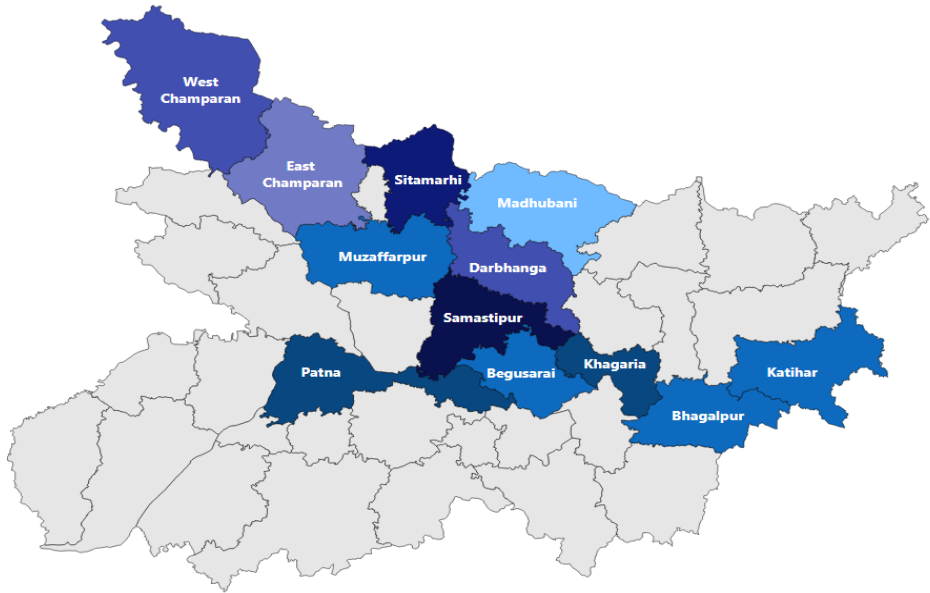 West
Champaran
East
Champaran
Sitamarhi
Madhubani
Muzaffarpur
Darbhanga
Samastipur
Patna
Begusarai
Khagaria
Katihar
Bhagalpur